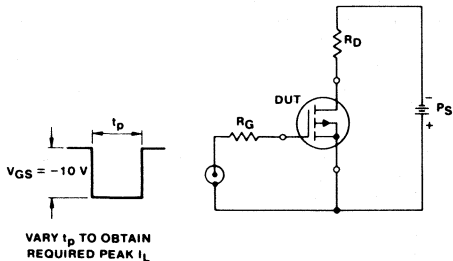 tp
VGS = -10 V
VARY tp TO OBTAIN
REQUIRED PEAK IL
RD
DUT
RG
-
PS
+